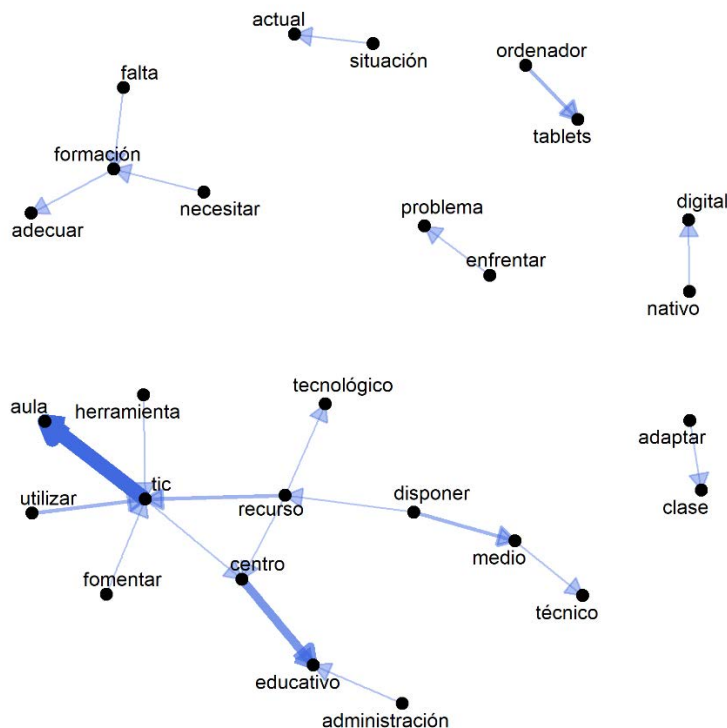 actual
situación
ordenador
falta
tablets
formación
necesitar
problema
digital
adecuar
enfrentar
nativo
tecnológico
aula
herramienta
adaptar
tic
utilizar
recurso
disponer
clase
centro
medio
fomentar
técnico
educativo
administración